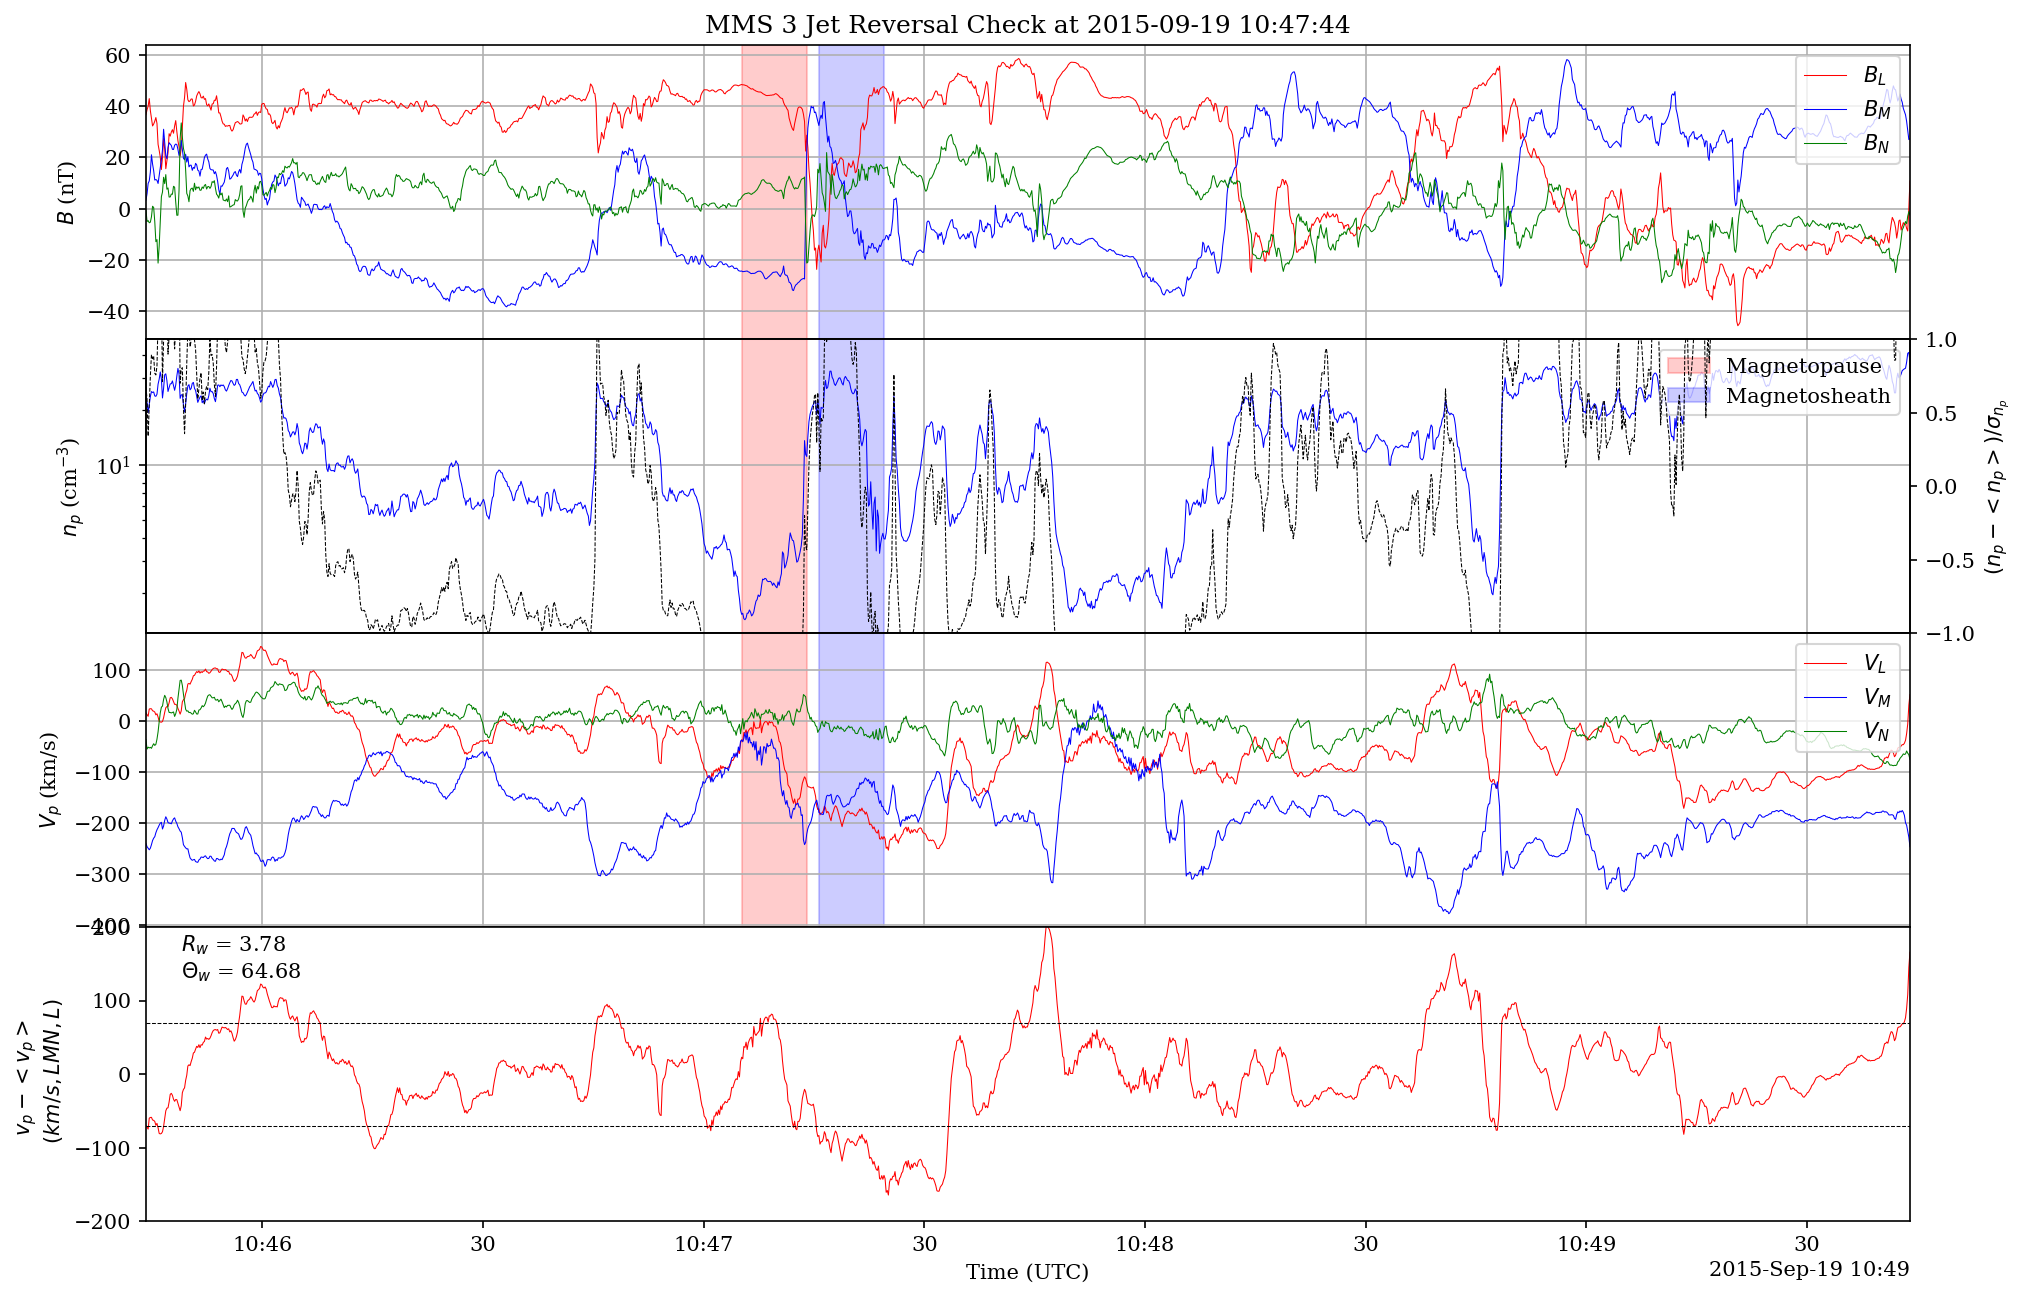 MMS 3 Jet Reversal Check at 2015-09-19 10:47:44
60
40
20
0
−20
−40
B (nT)
B_L
B_M
B_N
10^1
n_p (cm^{−3})
1.0
0.5
0.0
−0.5
−1.0
(n_p − < n_p >)/σ_{n_p}
Magnetopause
Magnetosheath
100
0
−100
−200
−300
−400
V_p (km/s)
V_L
V_M
V_N
200
100
0
−100
−200
v_p − < v_p >
(km/s, LMN, L)
R_w = 3.78
Θ_w = 64.68
10:46 30 10:47 30 10:48 30 10:49 30
Time (UTC)
2015-Sep-19 10:49